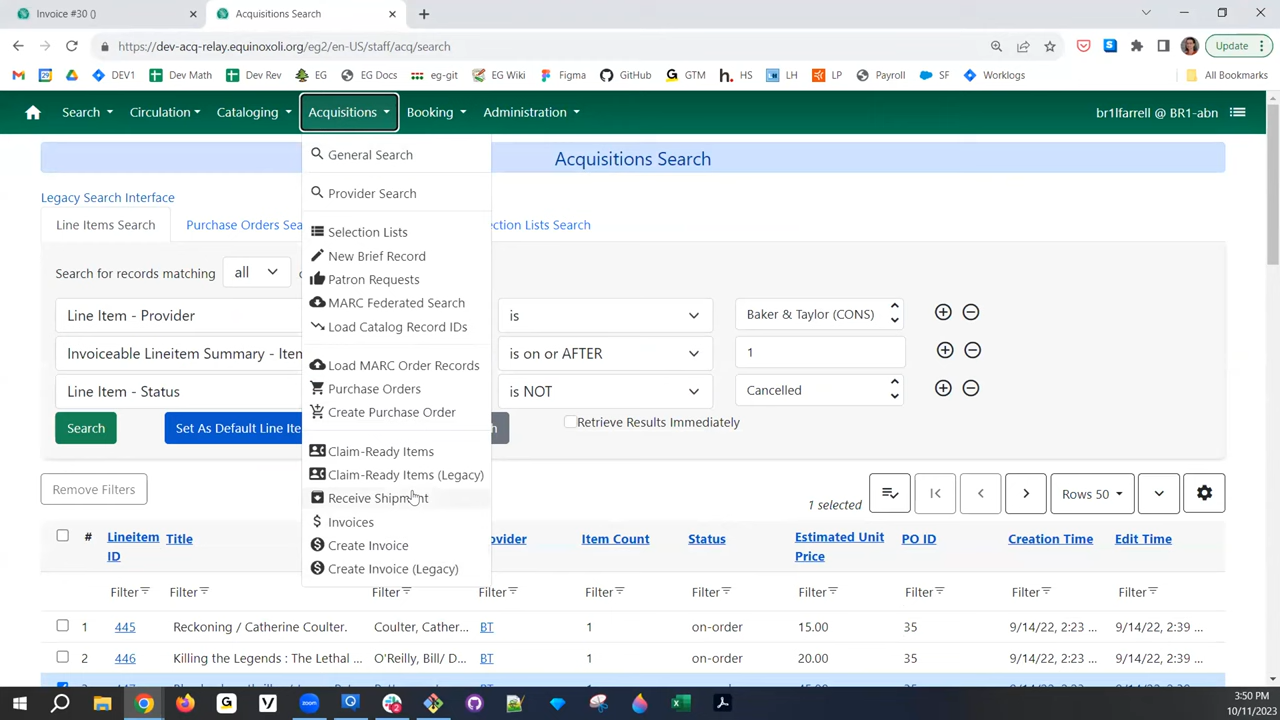 Invoice #30 ()
Acquisitions Search
https://dev-acq-relay.equinoxoli.org/eg2/en-US/staff/acq/search
Update
DEV1
Dev Math
Dev Rev
EG
EG Docs
eg-git
EG Wiki
Figma
GitHub
GTM
HS
LH
LP
Payroll
SF
Worklogs
All Bookmarks
Search
Circulation
Cataloging
Acquisitions
Booking
Administration
br1lfarrell @ BR1-abn
General Search
Provider Search
Selection Lists
New Brief Record
Patron Requests
MARC Federated Search
Load Catalog Record IDs
Load MARC Order Records
Purchase Orders
Create Purchase Order
Claim-Ready Items
Claim-Ready Items (Legacy)
Receive Shipment
Invoices
Create Invoice
Create Invoice (Legacy)
Acquisitions Search
Legacy Search Interface
Line Items Search
Purchase Orders Sea
ction Lists Search
Search for records matching all
Line Item - Provider is Baker & Taylor (CONS)
Invoiceable Lineitem Summary - Item is on or AFTER 1
Line Item - Status is NOT Cancelled
Search
Set As Default Line Ite
h
Retrieve Results Immediately
Remove Filters
1 selected
Rows 50
# Lineitem ID Title ovider Item Count Status Estimated Unit Price PO ID Creation Time Edit Time
Filter Filter Filter Filter Filter Filter Filter Filter Filter Filter
1 445 Reckoning / Catherine Coulter. Coulter, Cather... BT 1 on-order 15.00 35 9/14/22, 2:23 ... 9/14/22, 2:39 ...
2 446 Killing the Legends : The Lethal ... O'Reilly, Bill/ D... BT 1 on-order 20.00 35 9/14/22, 2:23 ... 9/14/22, 2:39 ...
3:50 PM
10/11/2023